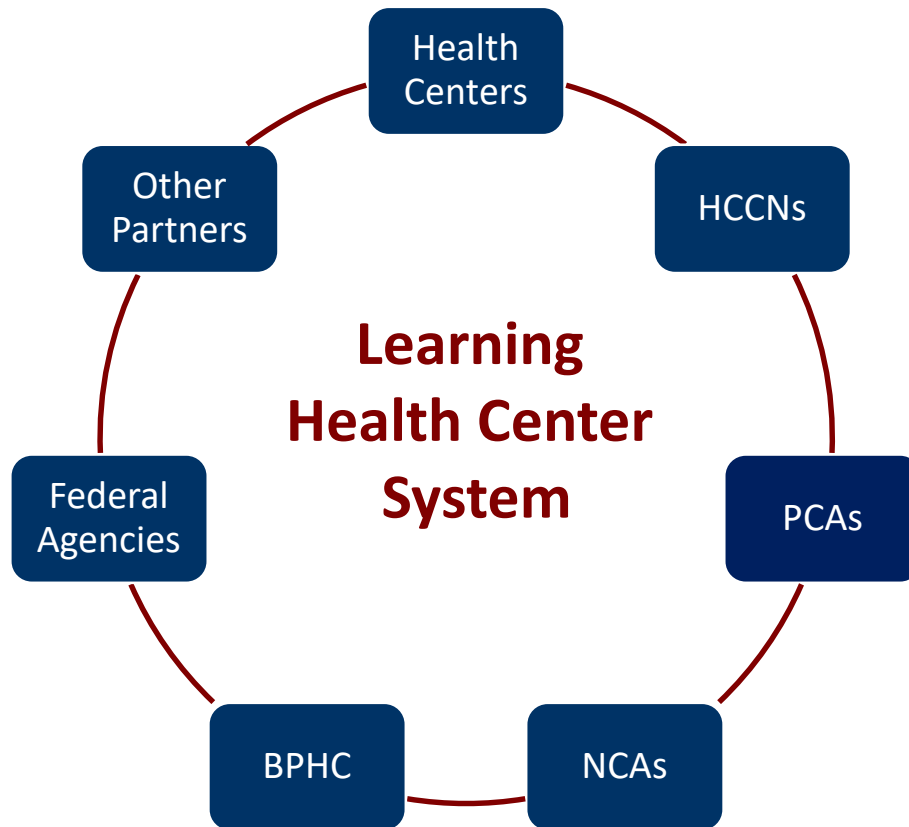 Health
Centers
HCCNs
PCAs
NCAs
BPHC
Federal
Agencies
Other
Partners
Learning
Health Center
System